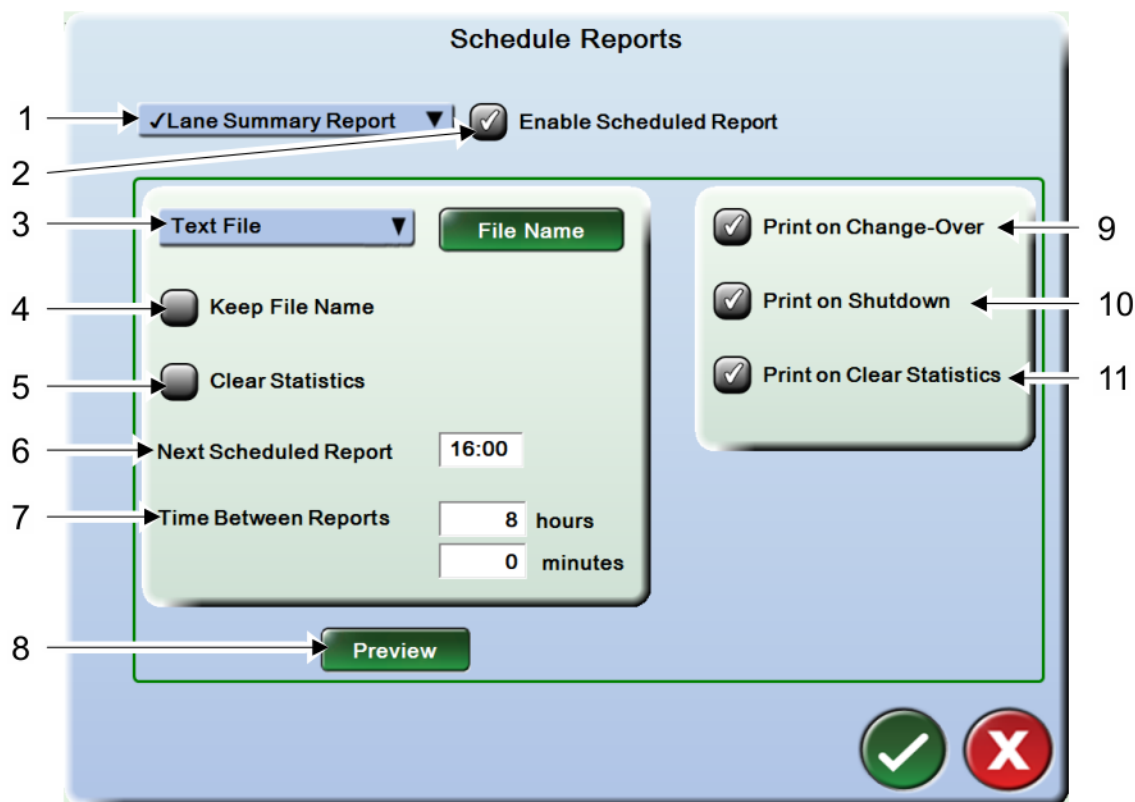 Schedule Reports
1
✓Lane Summary Report ▼
Enable Scheduled Report
2
3
Text File ▼
File Name
4
Keep File Name
5
Clear Statistics
6
Next Scheduled Report 16:00
7
Time Between Reports 8 hours
0 minutes
8
Preview
Print on Change-Over
9
Print on Shutdown
10
Print on Clear Statistics
11